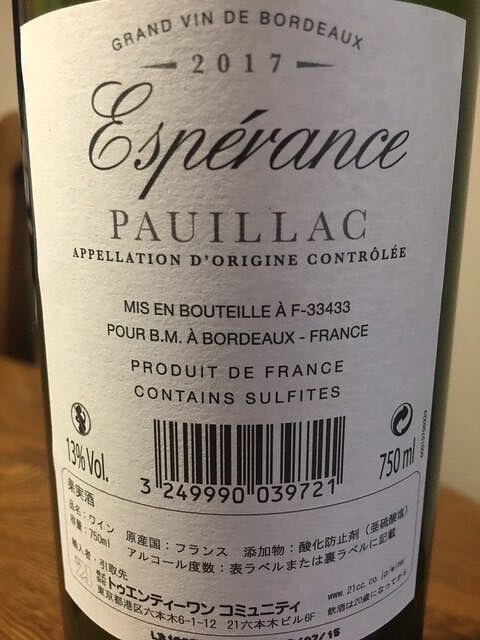 GRAND VIN DE BORDEAUX
2017
Espérance
PAUILLAC
APPELLATION D'ORIGINE CONTRÔLÉE
MIS EN BOUTEILLE À F-33433
POUR B.M. À BORDEAUX - FRANCE
PRODUIT DE FRANCE
CONTAINS SULFITES
13% Vol.
750 ml
3 249990 039721
果実酒
品名：ワイン 原産国：フランス 添加物：酸化防止剤（亜硫酸塩）
容量：750ml アルコール度数：表ラベルまたは裏ラベルに記載
輸入者：引取先
株式会社トゥエンティーワン コミュニティ
www.21cc.co.jp/wine
東京都港区六本木6-1-12 21六本木ビル6F
飲酒は20歳になってから